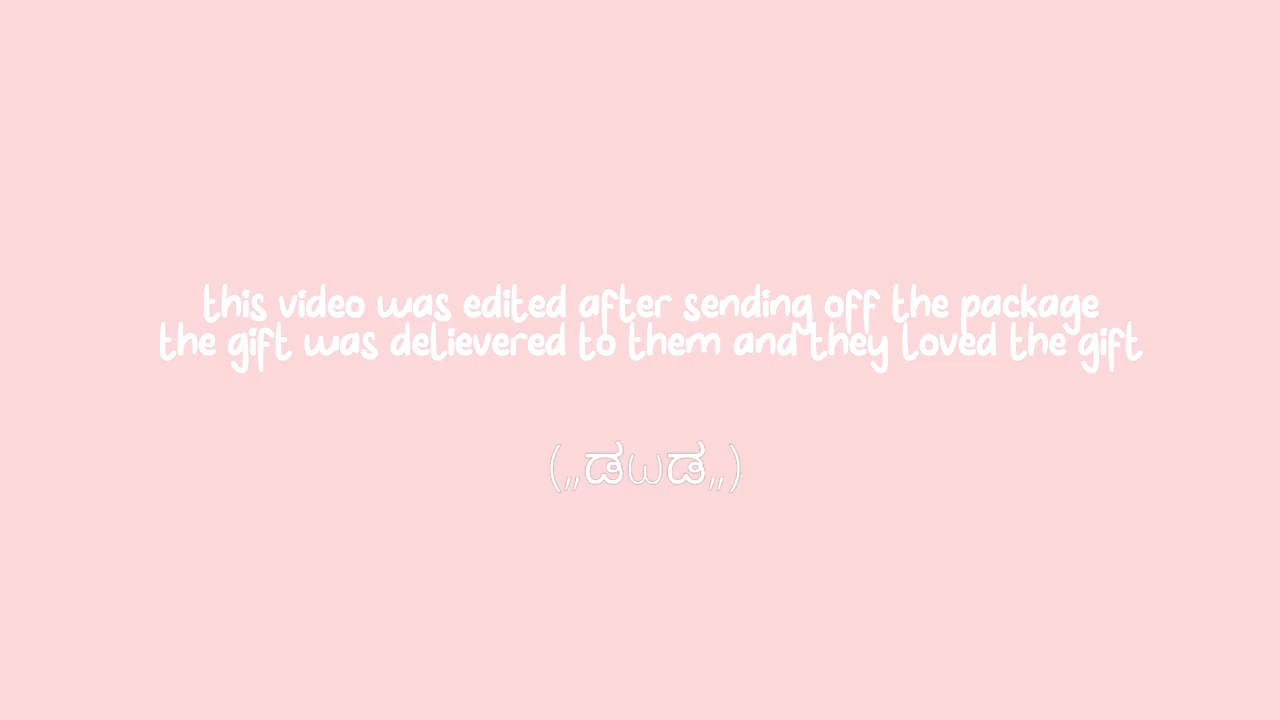 this video was edited after sending off the package
the gift was delievered to them and they loved the gift
(„ಡωಡ„)